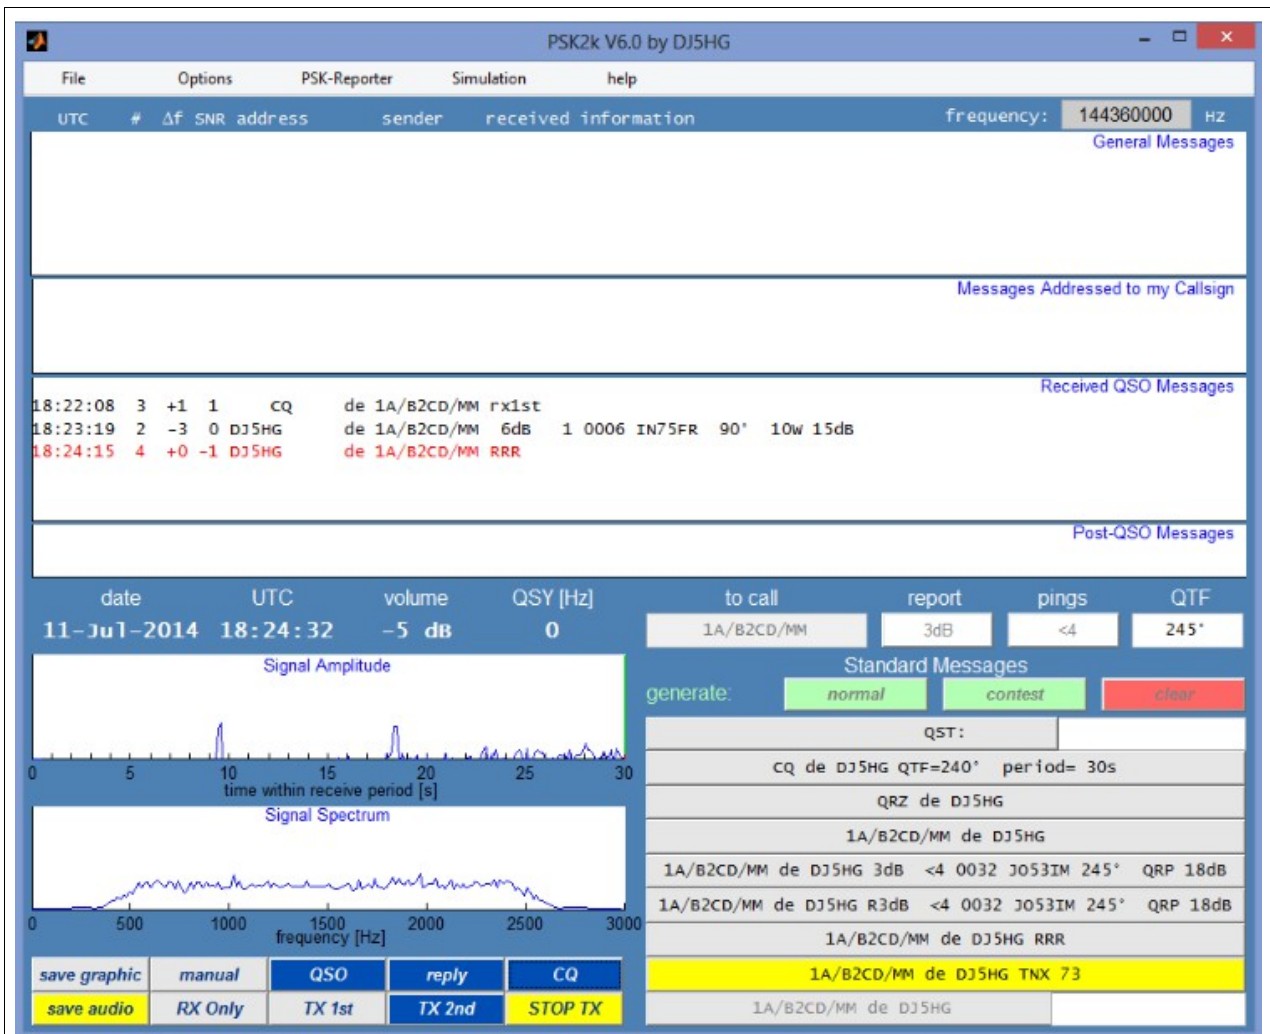 PSK2k V6.0 by DJ5HG
File Options PSK-Reporter Simulation help
UTC # Δf SNR address sender received information frequency: 144360000 HZ
General Messages
Messages Addressed to my Callsign
Received QSO Messages
18:22:08 3 +1 1 CQ de 1A/B2CD/MM rx1st
18:23:19 2 -3 0 DJ5HG de 1A/B2CD/MM 6dB 1 0006 IN75FR 90° 10W 15dB
18:24:15 4 +0 -1 DJ5HG de 1A/B2CD/MM RRR
Post-QSO Messages
date UTC volume QSY [Hz] to call report pings QTF
11-Jul-2014 18:24:32 -5 dB 0 1A/B2CD/MM 3dB <4 245°
Signal Amplitude
0 5 10 15 20 25 30
time within receive period [s]
Signal Spectrum
0 500 1000 1500 2000 2500 3000
frequency [Hz]
Standard Messages
generate: normal contest clear
QST:
CQ de DJ5HG QTF=240° period= 30s
QRZ de DJ5HG
1A/B2CD/MM de DJ5HG
1A/B2CD/MM de DJ5HG 3dB <4 0032 JO53IM 245° QRP 18dB
1A/B2CD/MM de DJ5HG R3dB <4 0032 JO53IM 245° QRP 18dB
1A/B2CD/MM de DJ5HG RRR
1A/B2CD/MM de DJ5HG TNX 73
1A/B2CD/MM de DJ5HG
save graphic manual QSO reply CQ
save audio RX Only TX 1st TX 2nd STOP TX